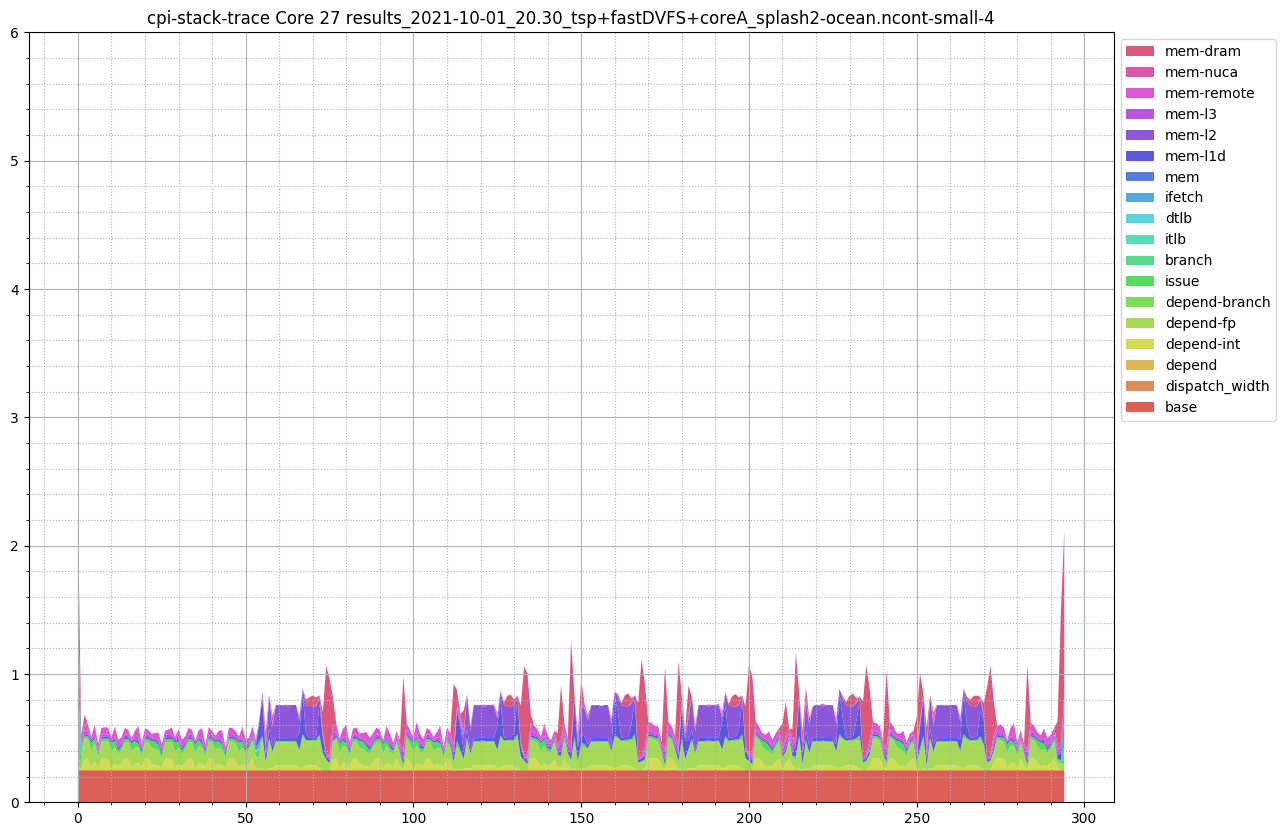 cpi-stack-trace Core 27 results_2021-10-01_20.30_tsp+fastDVFS+coreA_splash2-ocean.ncont-small-4
6
5
4
3
2
1
0
0 50 100 150 200 250 300
mem-dram
mem-nuca
mem-remote
mem-l3
mem-l2
mem-l1d
mem
ifetch
dtlb
itlb
branch
issue
depend-branch
depend-fp
depend-int
depend
dispatch_width
base